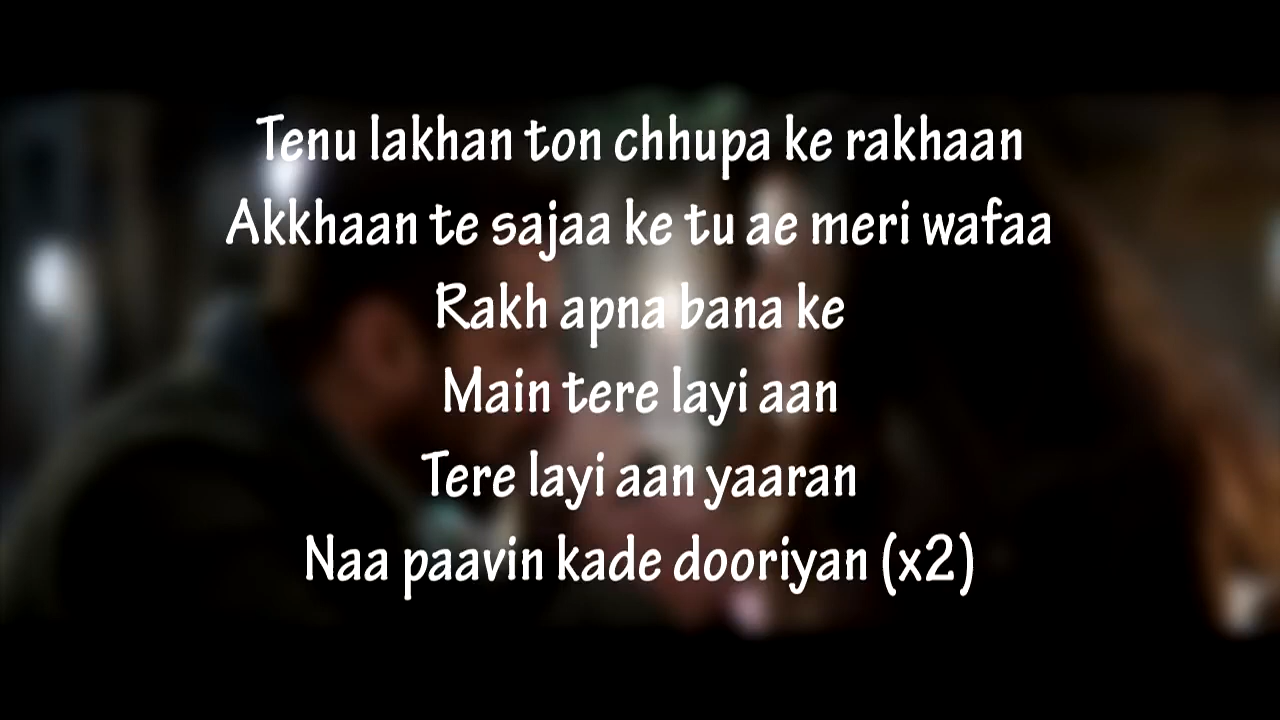 Tenu lakhan ton chhupa ke rakhaan
Akkhaan te sajaa ke tu ae meri wafaa
Rakh apna bana ke
Main tere layi aan
Tere layi aan yaaran
Naa paavin kade dooriyan (x2)